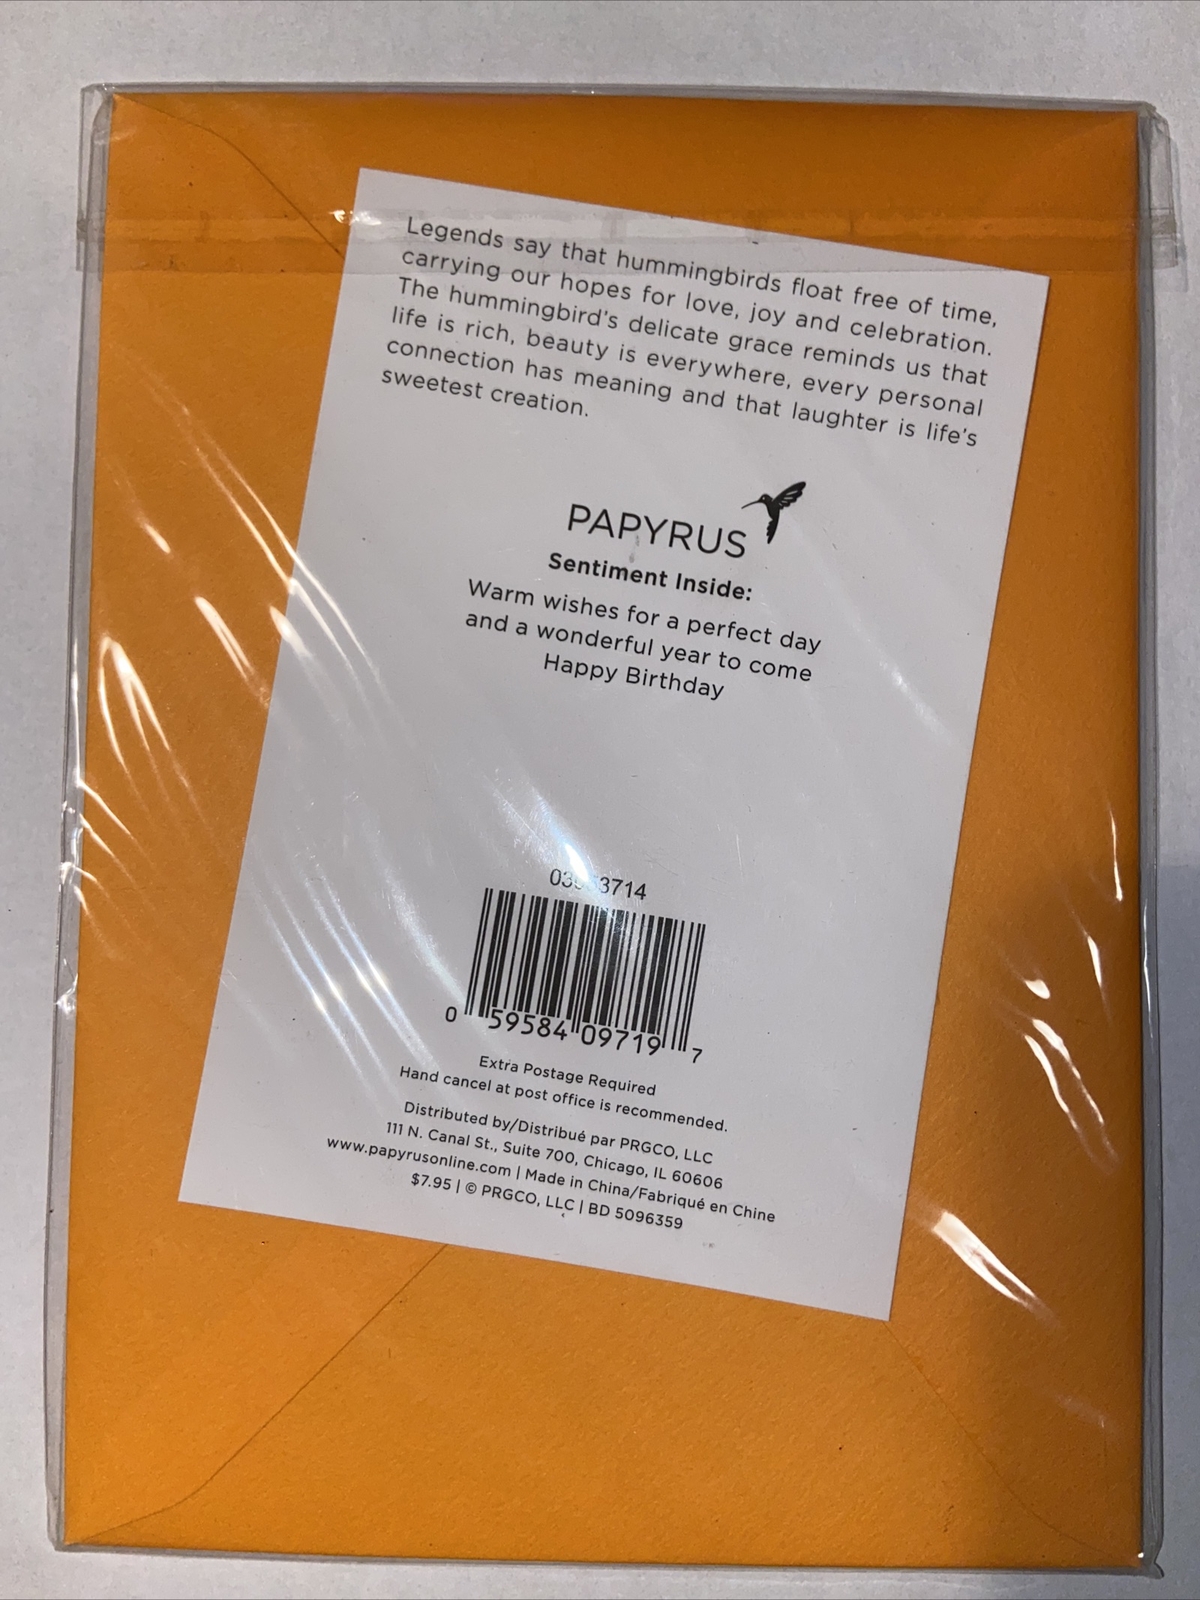 Legends say that hummingbirds float free of time,
carrying our hopes for love, joy and celebration.
The hummingbird's delicate grace reminds us that
life is rich, beauty is everywhere, every personal
connection has meaning and that laughter is life's
sweetest creation.
PAPYRUS
Sentiment Inside:
Warm wishes for a perfect day
and a wonderful year to come
Happy Birthday
0 59584 09719 7
Extra Postage Required
Hand cancel at post office is recommended.
Distributed by/Distribué par PRGCO, LLC
111 N. Canal St., Suite 700, Chicago, IL 60606
www.papyrusonline.com | Made in China/Fabriqué en Chine
$7.95 | © PRGCO, LLC | BD 5096359